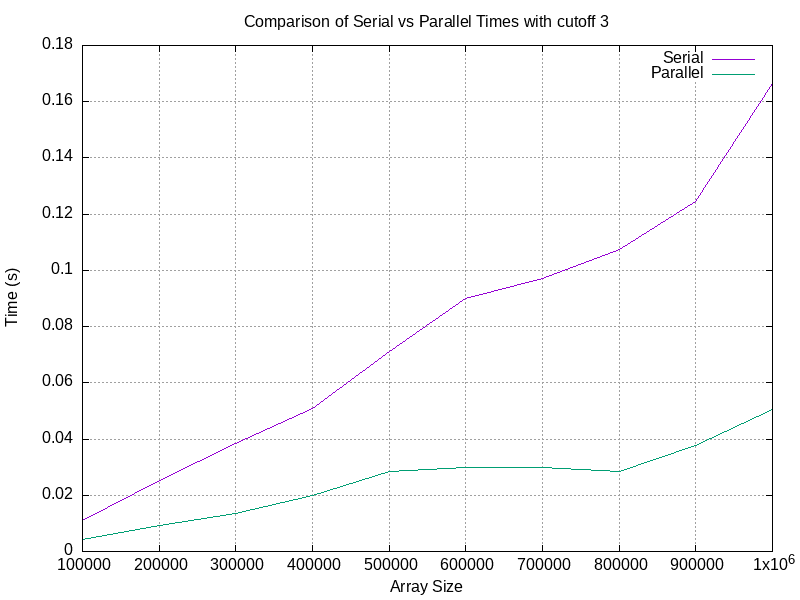 Comparison of Serial vs Parallel Times with cutoff 3
Serial
Parallel
0.18
0.16
0.14
0.12
0.1
0.08
0.06
0.04
0.02
0
Time (s)
100000 200000 300000 400000 500000 600000 700000 800000 900000 1x10⁶
Array Size